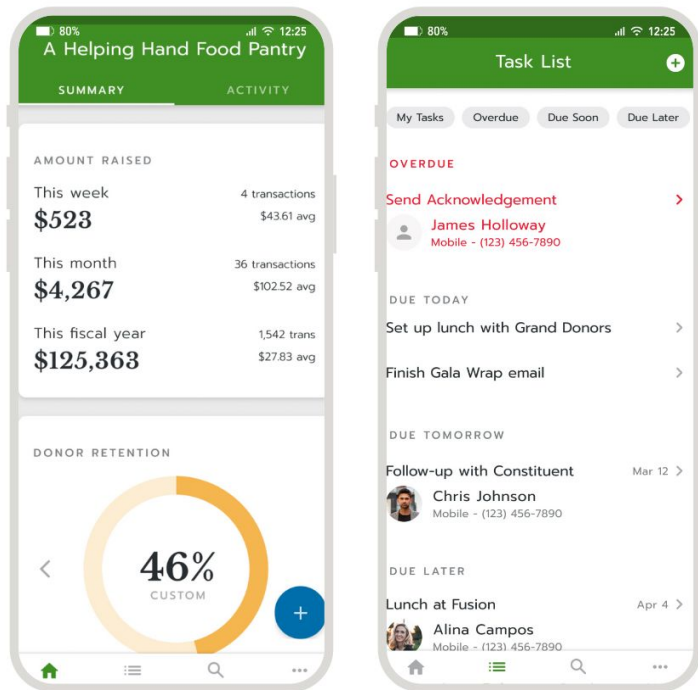 80% 12:25
A Helping Hand Food Pantry
SUMMARY ACTIVITY
AMOUNT RAISED
This week 4 transactions
$523 $43.61 avg
This month 36 transactions
$4,267 $102.52 avg
This fiscal year 1,542 trans
$125,363 $27.83 avg
DONOR RETENTION
46%
CUSTOM
80% 12:25
Task List
My Tasks Overdue Due Soon Due Later
OVERDUE
Send Acknowledgement
James Holloway
Mobile - (123) 456-7890
DUE TODAY
Set up lunch with Grand Donors
Finish Gala Wrap email
DUE TOMORROW
Follow-up with Constituent Mar 12
Chris Johnson
Mobile - (123) 456-7890
DUE LATER
Lunch at Fusion Apr 4
Alina Campos
Mobile - (123) 456-7890